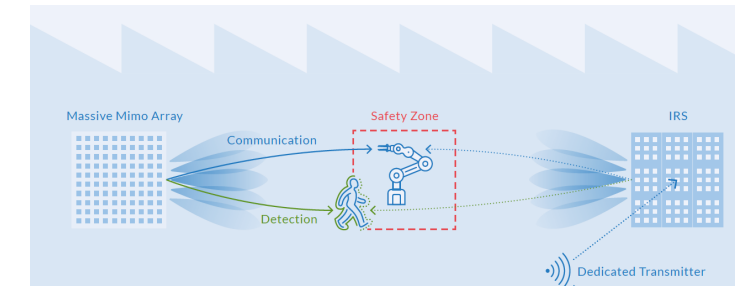 Massive Mimo Array
Safety Zone
IRS
Communication
Detection
Dedicated Transmitter